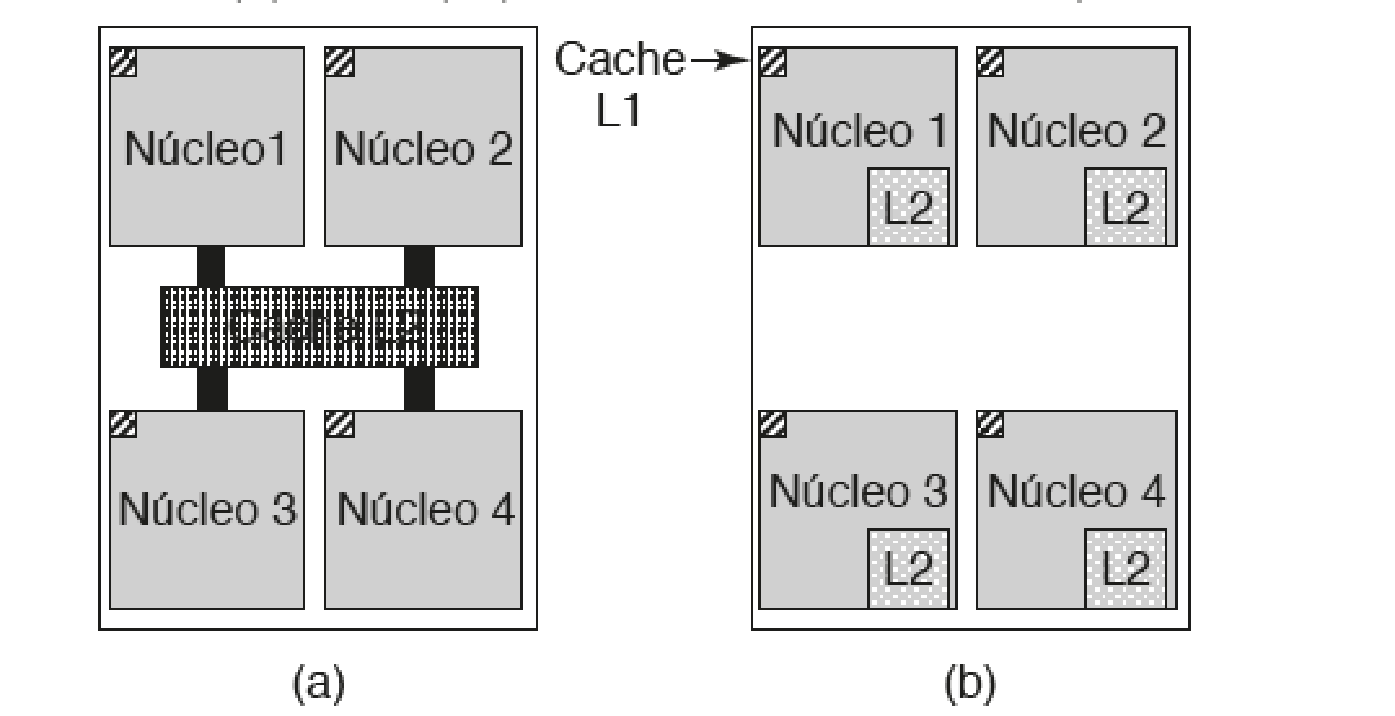 Núcleo1
Núcleo 2
Núcleo 3
Núcleo 4
(a)
Cache
L1
Núcleo 1
L2
Núcleo 2
L2
Núcleo 3
L2
Núcleo 4
L2
(b)